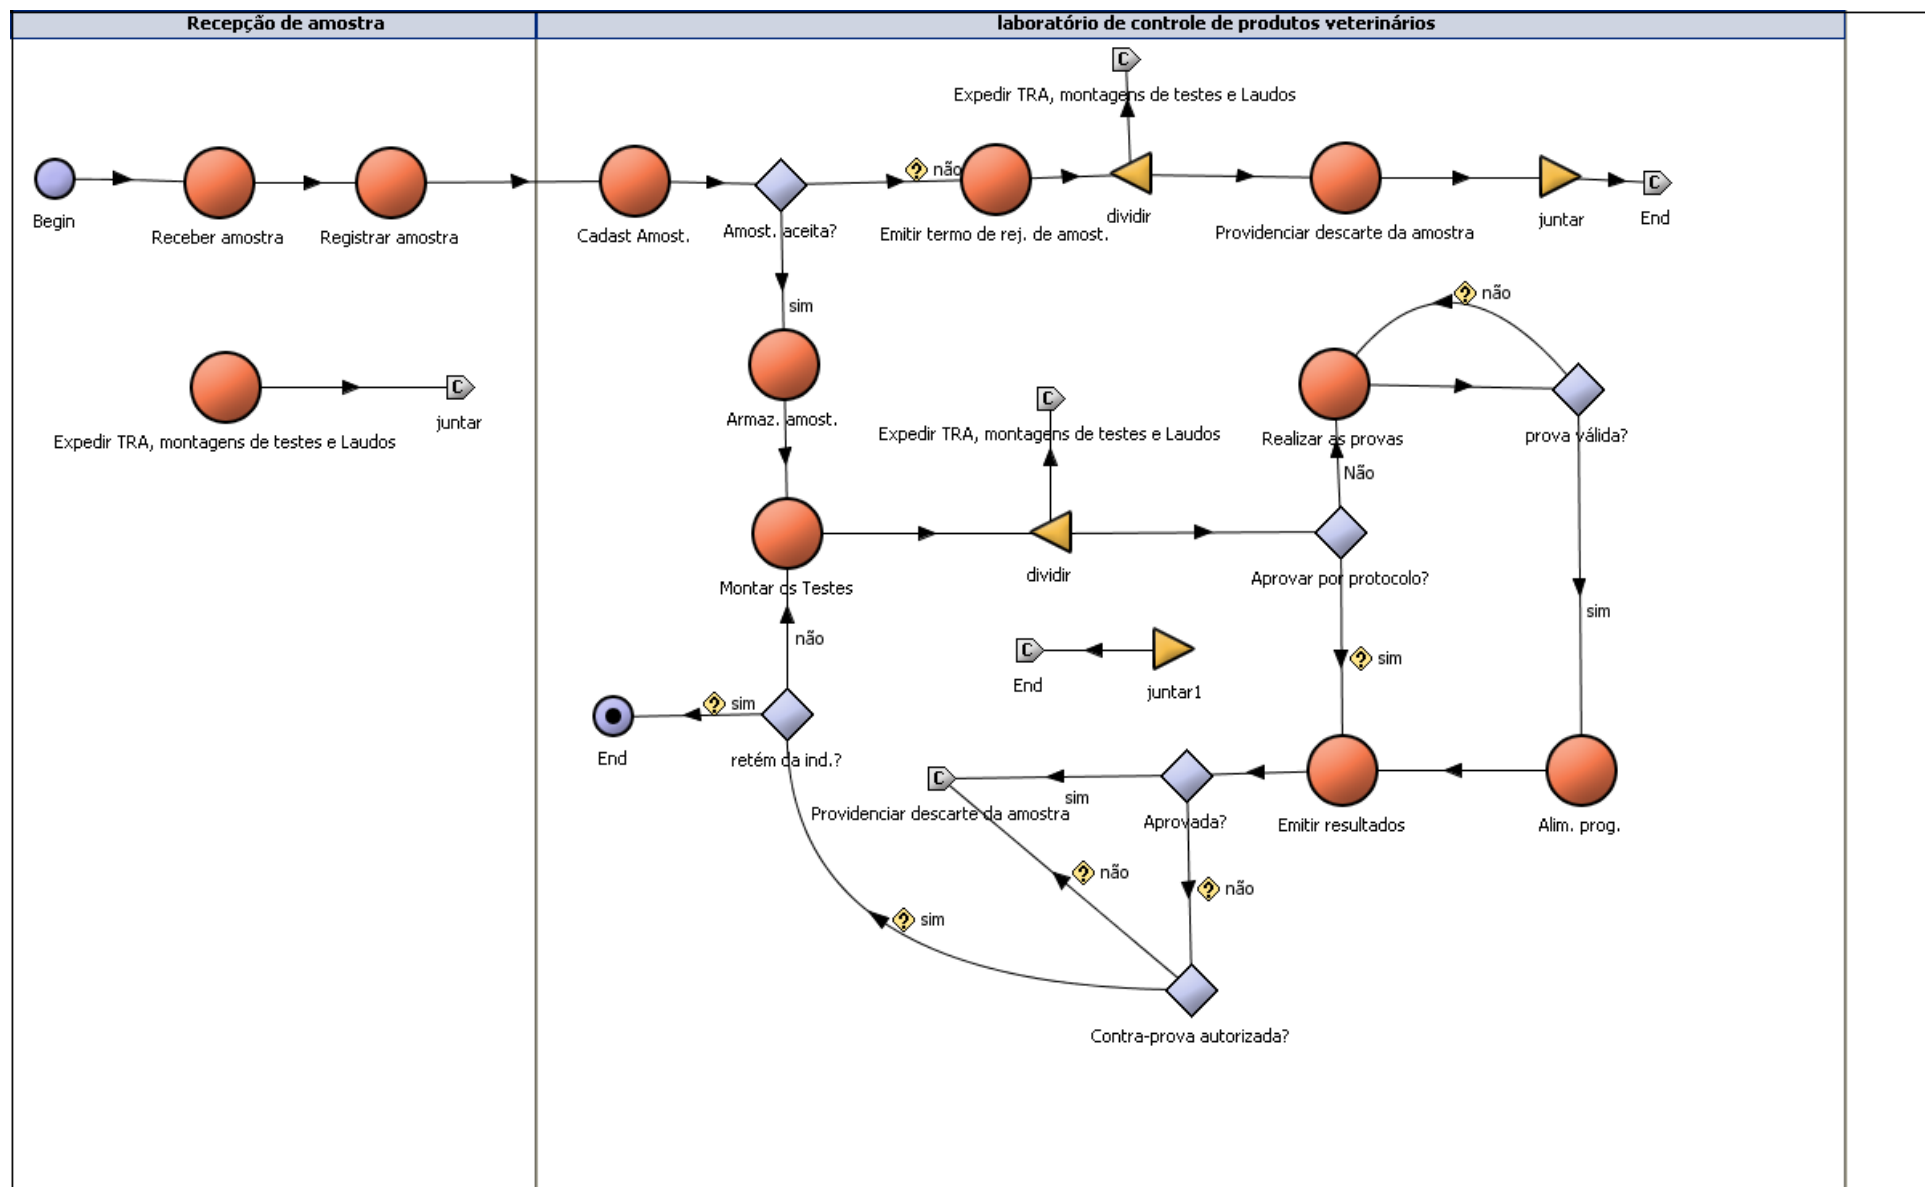 Recepção de amostra
laboratório de controle de produtos veterinários
C
Expedir TRA, montagens de testes e Laudos
Begin
Receber amostra
Registrar amostra
Cadast Amost.
Amost. aceita?
? não
Emitir termo de rej. de amost.
dividir
Providenciar descarte da amostra
juntar
C
End
sim
? não
Expedir TRA, montagens de testes e Laudos
C
juntar
Armaz. amost.
C
Expedir TRA, montagens de testes e Laudos
Realizar as provas
prova válida?
Não
Montar os Testes
dividir
Aprovar por protocolo?
sim
não
C
End
juntar1
? sim
? sim
End
retém da ind.?
C
Providenciar descarte da amostra
sim
Aprovada?
Emitir resultados
Alim. prog.
? não
? não
? sim
Contra-prova autorizada?